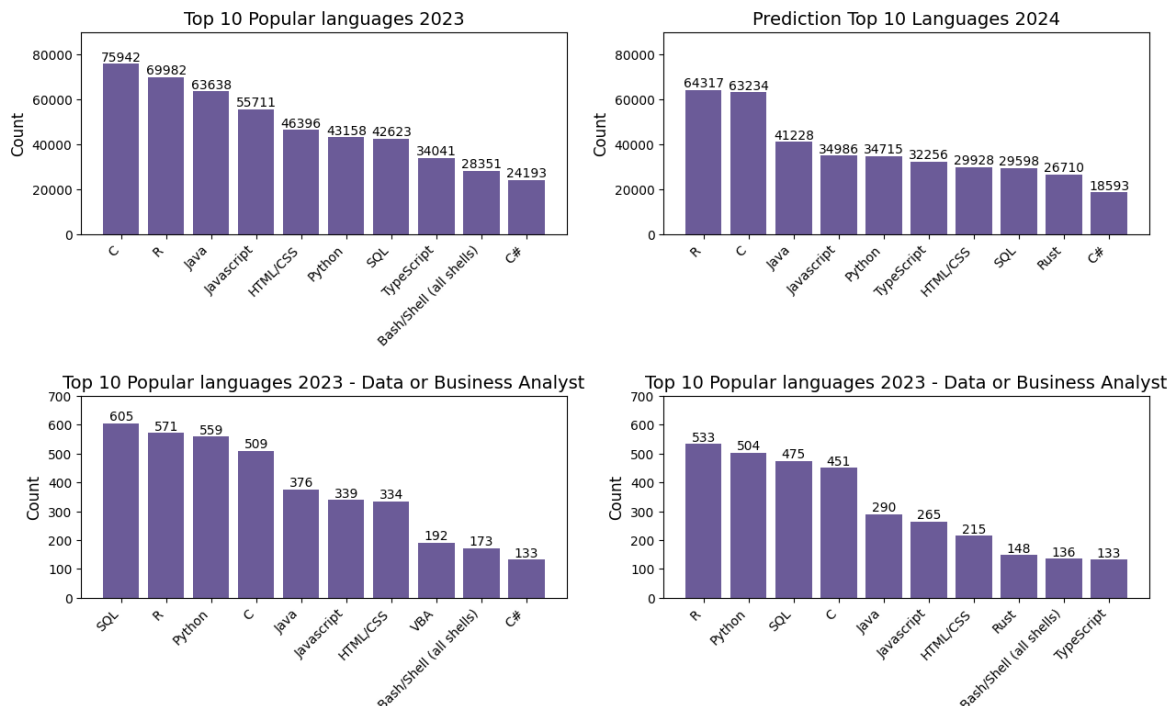 Top 10 Popular languages 2023
Count
80000
60000
40000
20000
0
75942
69982
63638
55711
46396
43158
42623
34041
28351
24193
C
R
Java
Javascript
HTML/CSS
Python
SQL
TypeScript
Bash/Shell (all shells)
C#
Prediction Top 10 Languages 2024
Count
80000
60000
40000
20000
0
64317
63234
41228
34986
34715
32256
29928
29598
26710
18593
R
C
Java
Javascript
Python
TypeScript
HTML/CSS
SQL
Rust
C#
Top 10 Popular languages 2023 - Data or Business Analyst
Count
700
600
500
400
300
200
100
0
605
571
559
509
376
339
334
192
173
133
SQL
R
Python
C
Java
Javascript
HTML/CSS
VBA
Bash/Shell (all shells)
C#
Top 10 Popular languages 2023 - Data or Business Analyst
Count
700
600
500
400
300
200
100
0
533
504
475
451
290
265
215
148
136
133
R
Python
SQL
C
Java
Javascript
HTML/CSS
Rust
Bash/Shell (all shells)
TypeScript